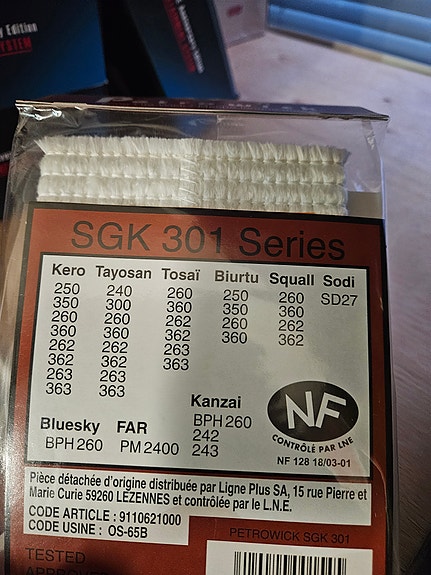 y Edition
SYSTEM
SGK 301 Series
Kero Tayosan Tosaï Biurtu Squall Sodi
250 240 260 250 260 SD27
350 300 360 350 360
260 260 262 260 262
360 360 362 360 362
262 262 263
362 362 363
263 263
363 363
Kanzai
BPH 260
242
243
Bluesky FAR
BPH 260 PM 2400
NF
CONTRÔLÉ PAR LNE
NF 128 18/03-01
Pièce détachée d'origine distribuée par Ligne Plus SA, 15 rue Pierre et
Marie Curie 59260 LÉZENNES et contrôlée par le L.N.E.
CODE ARTICLE : 9110621000
CODE USINE : OS-65B
PETROWICK SGK 301
TESTED